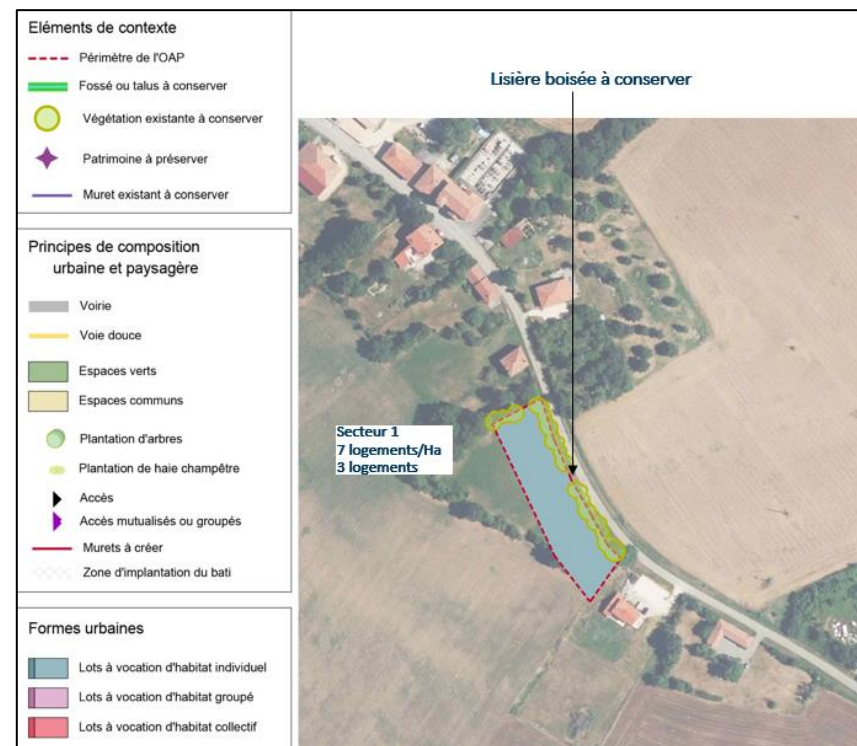 Eléments de contexte
Périmètre de l'OAP
Fossé ou talus à conserver
Végétation existante à conserver
Patrimoine à préserver
Muret existant à conserver
Principes de composition
urbaine et paysagère
Voirie
Voie douce
Espaces verts
Espaces communs
Plantation d'arbres
Plantation de haie champêtre
Accès
Accès mutualisés ou groupés
Murets à créer
Zone d'implantation du bati
Formes urbaines
Lots à vocation d'habitat individuel
Lots à vocation d'habitat groupé
Lots à vocation d'habitat collectif
Lisière boisée à conserver
Secteur 1
7 logements/Ha
3 logements